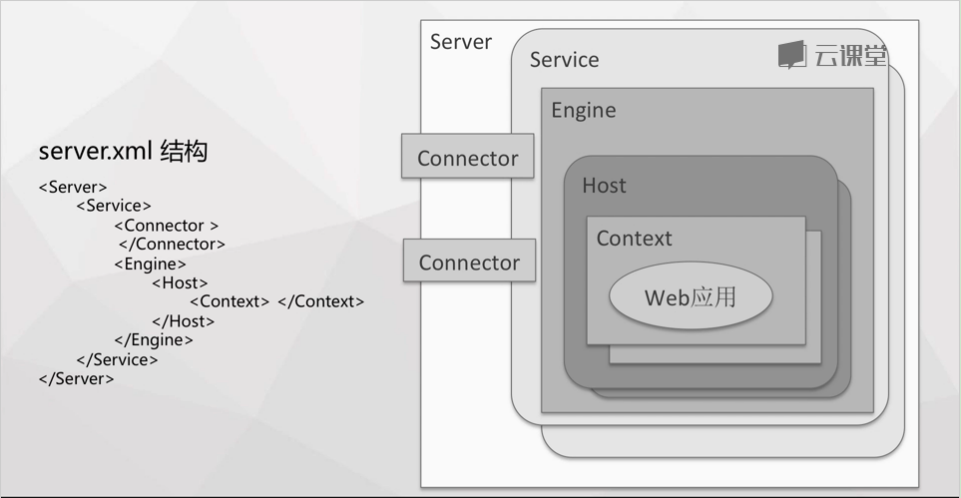 server.xml 结构
<Server>
<Service>
<Connector >
</Connector>
<Engine>
<Host>
<Context> </Context>
</Host>
</Engine>
</Service>
</Server>
Server
Service
云课堂
Engine
Connector
Host
Context
Connector
Web应用